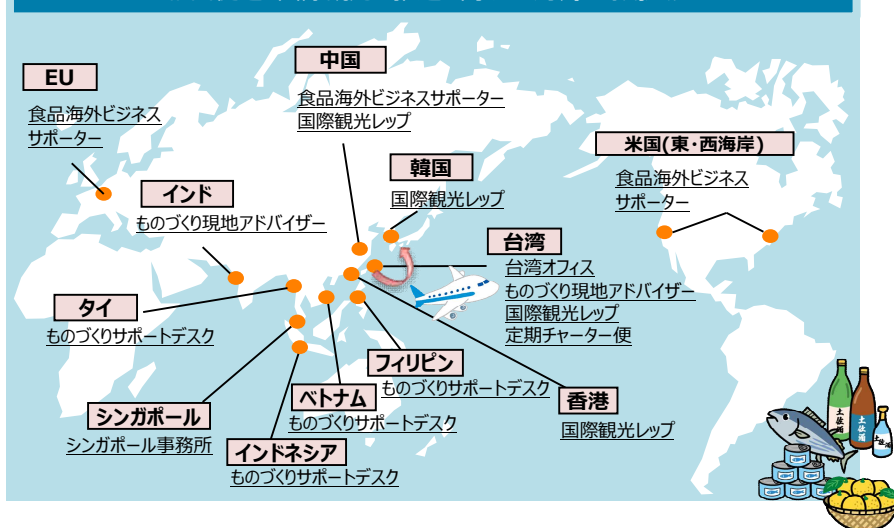 EU
食品海外ビジネス
サポーター
中国
食品海外ビジネスサポーター
国際観光レップ
韓国
国際観光レップ
米国(東・西海岸)
食品海外ビジネス
サポーター
インド
ものづくり現地アドバイザー
台湾
台湾オフィス
ものづくり現地アドバイザー
国際観光レップ
定期チャーター便
タイ
ものづくりサポートデスク
フィリピン
ものづくりサポートデスク
ベトナム
ものづくりサポートデスク
香港
国際観光レップ
シンガポール
シンガポール事務所
インドネシア
ものづくりサポートデスク
土佐酒
土佐酒
土佐酒